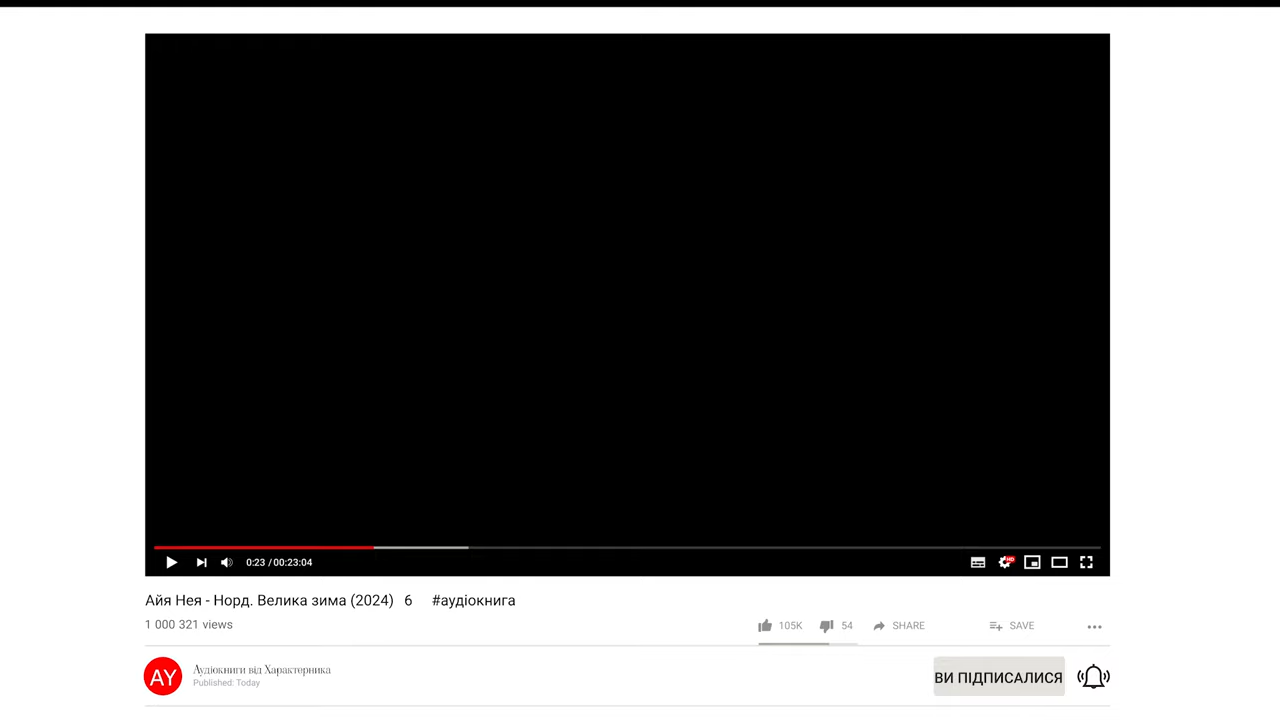 HD
0:23 / 00:23:04
Айя Нея - Норд. Велика зима (2024) 6 #аудіокнига
1 000 321 views
105K 54 SHARE SAVE
AY
Аудіокниги від Характерника
Published: Today
ВИ ПІДПИСАЛИСЯ